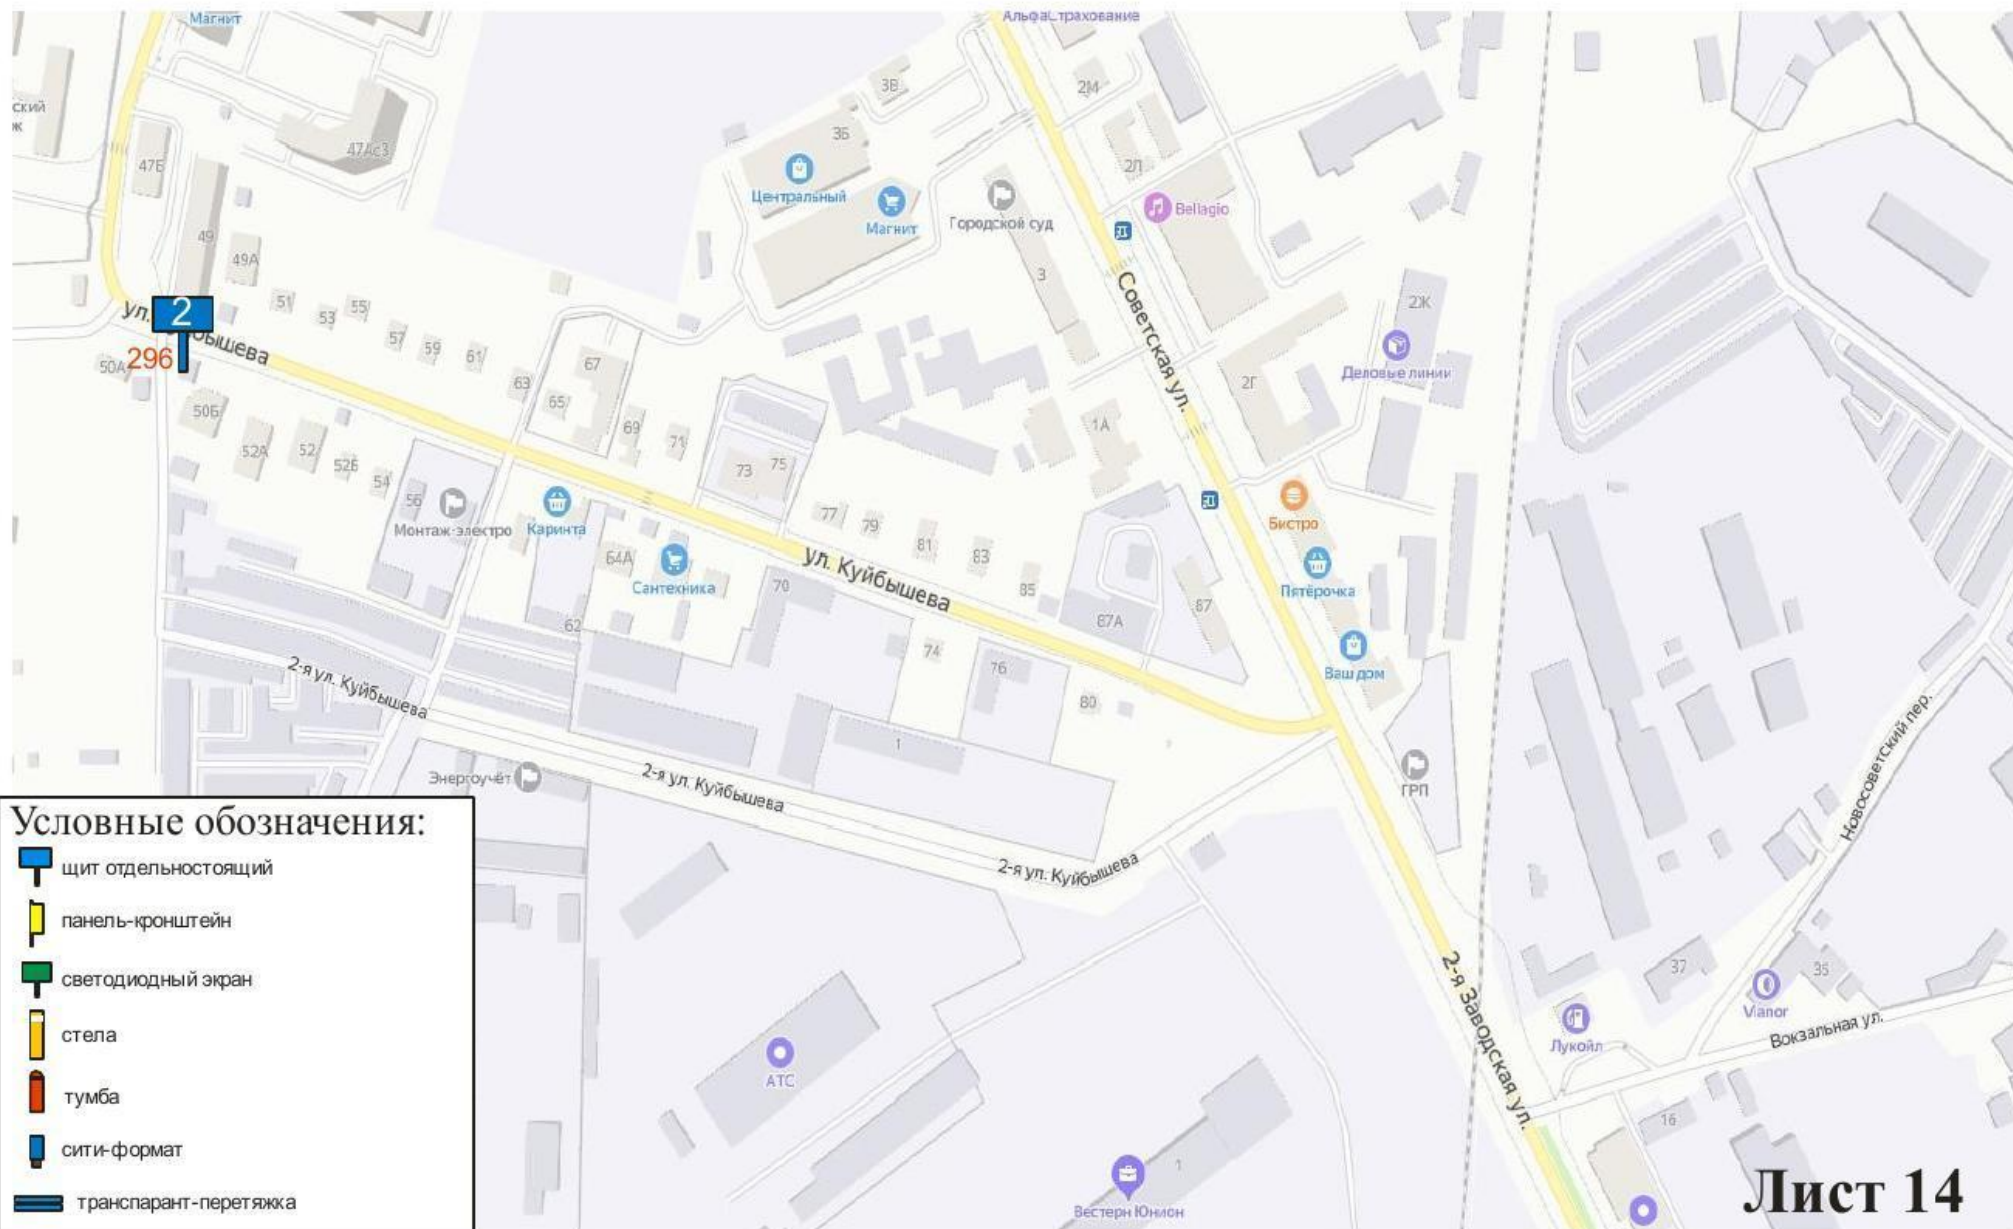 Магнит
АльфаСтрахование
ский
ж
3В
2М
47Б
47Ас3
3Б
2Л
Центральный
Магнит
Городской суд
Bellagio
49
49А
3
Советская ул.
2Ж
51
53
55
57
59
61
2
ул. Куйбышева
296
50А
63
65
67
2Г
Деловые линии
50Б
52А
52
52Б
54
56
69
71
73
75
1А
Монтаж-электро
Каринта
77
79
81
83
85
Бистро
64А
Сантехника
70
ул. Куйбышева
87А
87
Пятёрочка
62
74
76
80
Ваш дом
2-я ул. Куйбышева
1
Энергоучёт
2-я ул. Куйбышева
ГРП
Новосоветский пер.
2-я ул. Куйбышева
2-я Заводская ул.
37
35
Vianor
Лукойл
Вокзальная ул.
АТС
16
1
Вестерн Юнион
Условные обозначения:
щит отдельностоящий
панель-кронштейн
светодиодный экран
стела
тумба
сити-формат
транспарант-перетяжка
Лист 14